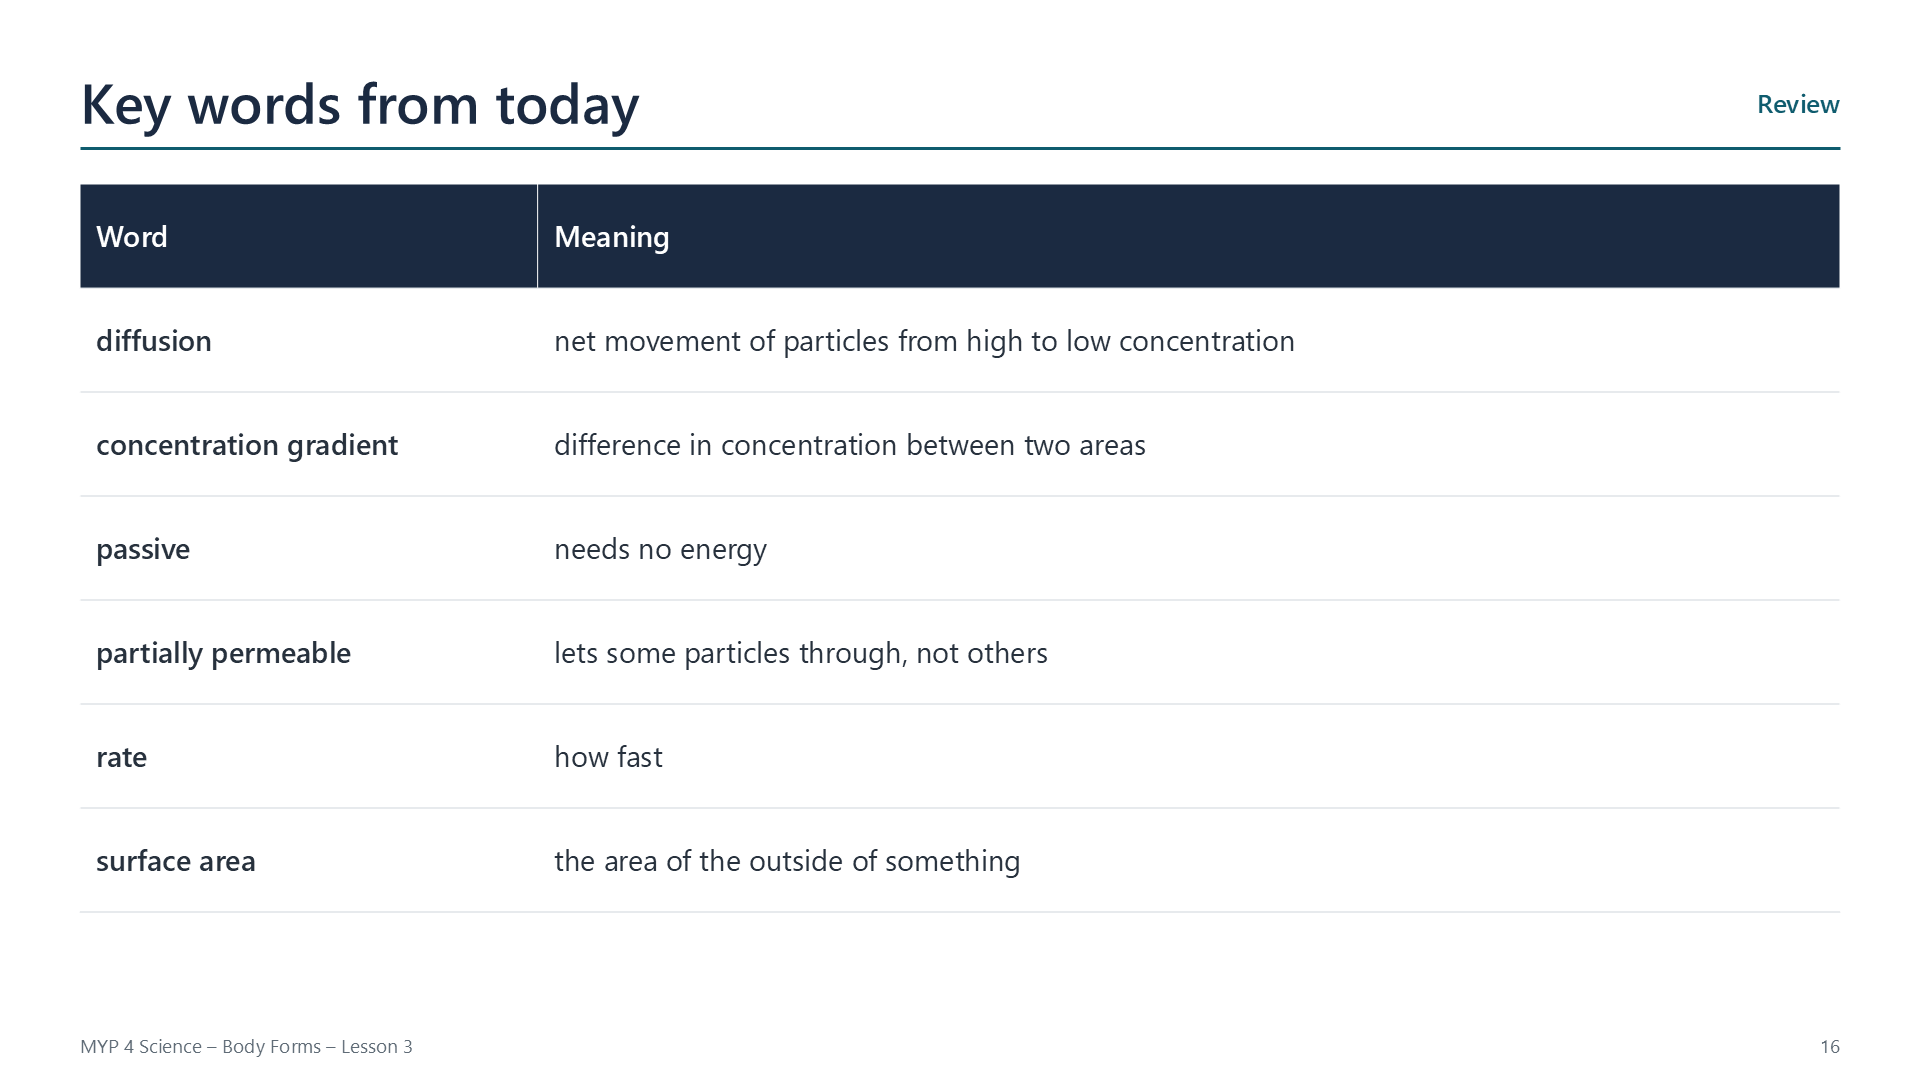 Key words from today
Review
Word Meaning
diffusion net movement of particles from high to low concentration
concentration gradient difference in concentration between two areas
passive needs no energy
partially permeable lets some particles through, not others
rate how fast
surface area the area of the outside of something
MYP 4 Science – Body Forms – Lesson 3
16